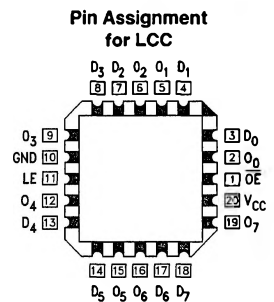 Pin Assignment
for LCC
D3 D2 O2 O1 D1
8 7 6 5 4
O3 9
GND 10
LE 11
O4 12
D4 13
3 D0
2 O0
1 O̅E̅
20 VCC
19 O7
14 15 16 17 18
D5 O5 O6 D6 D7